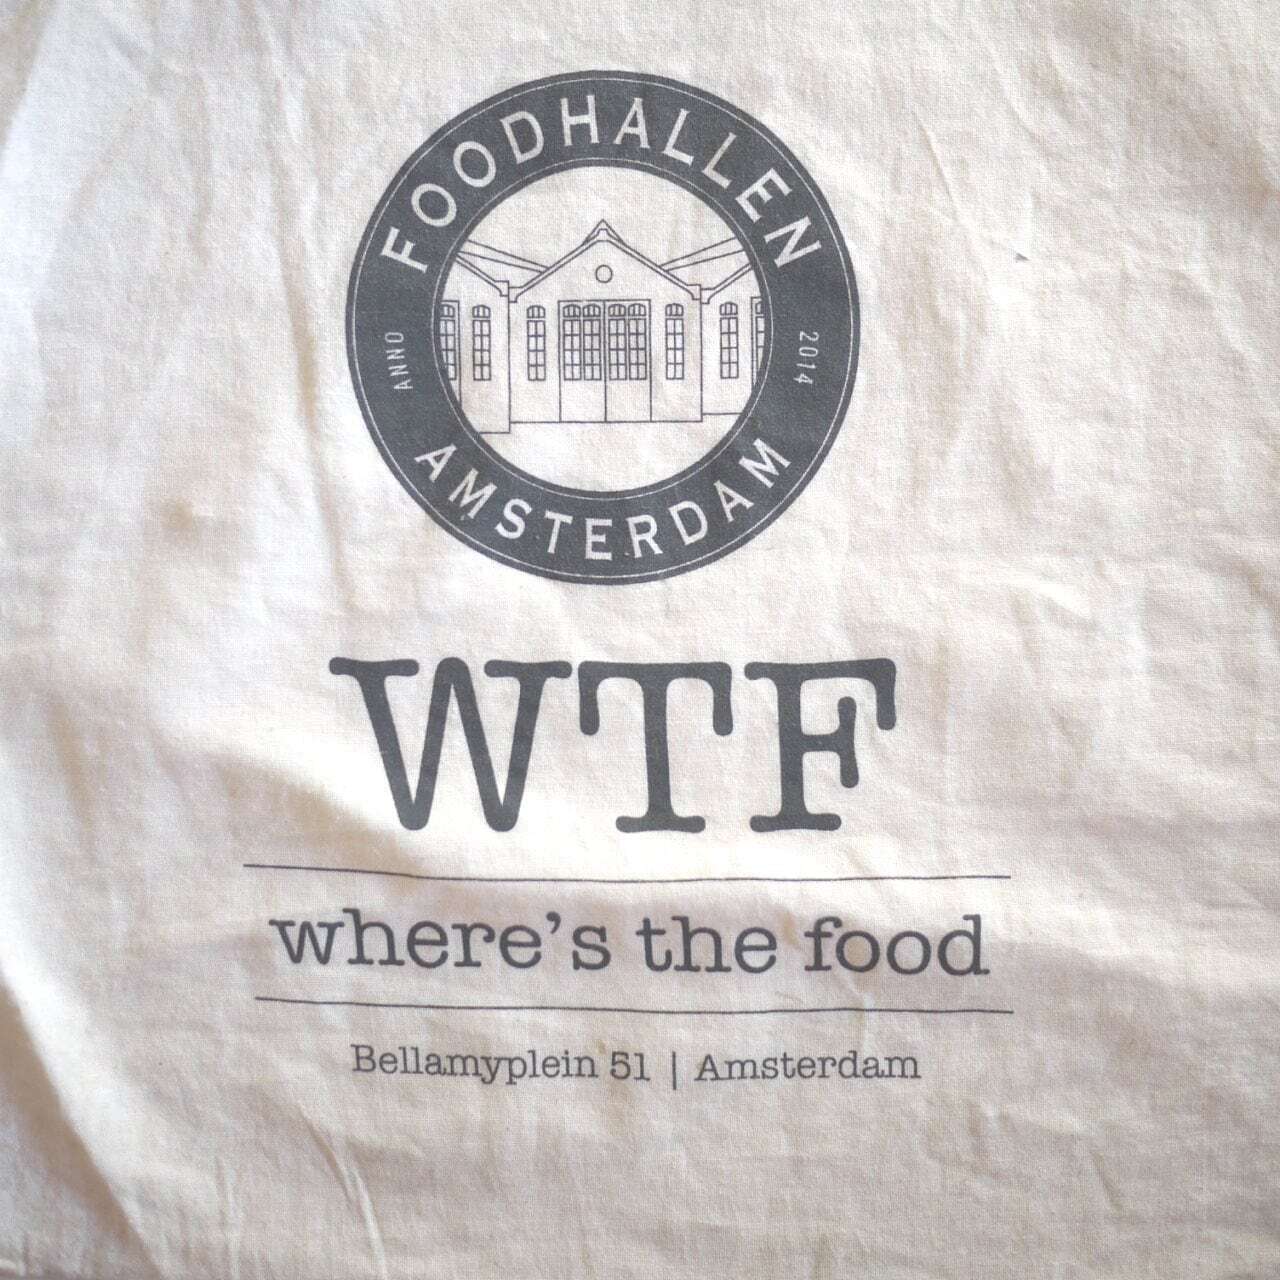 FOODHALLEN
ANNO 2014
AMSTERDAM
WTF
where's the food
Bellamyplein 51 | Amsterdam